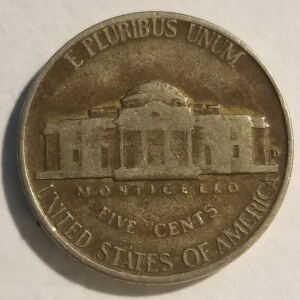 E PLURIBUS UNUM
MONTICELLO
FIVE CENTS
UNITED STATES OF AMERICA